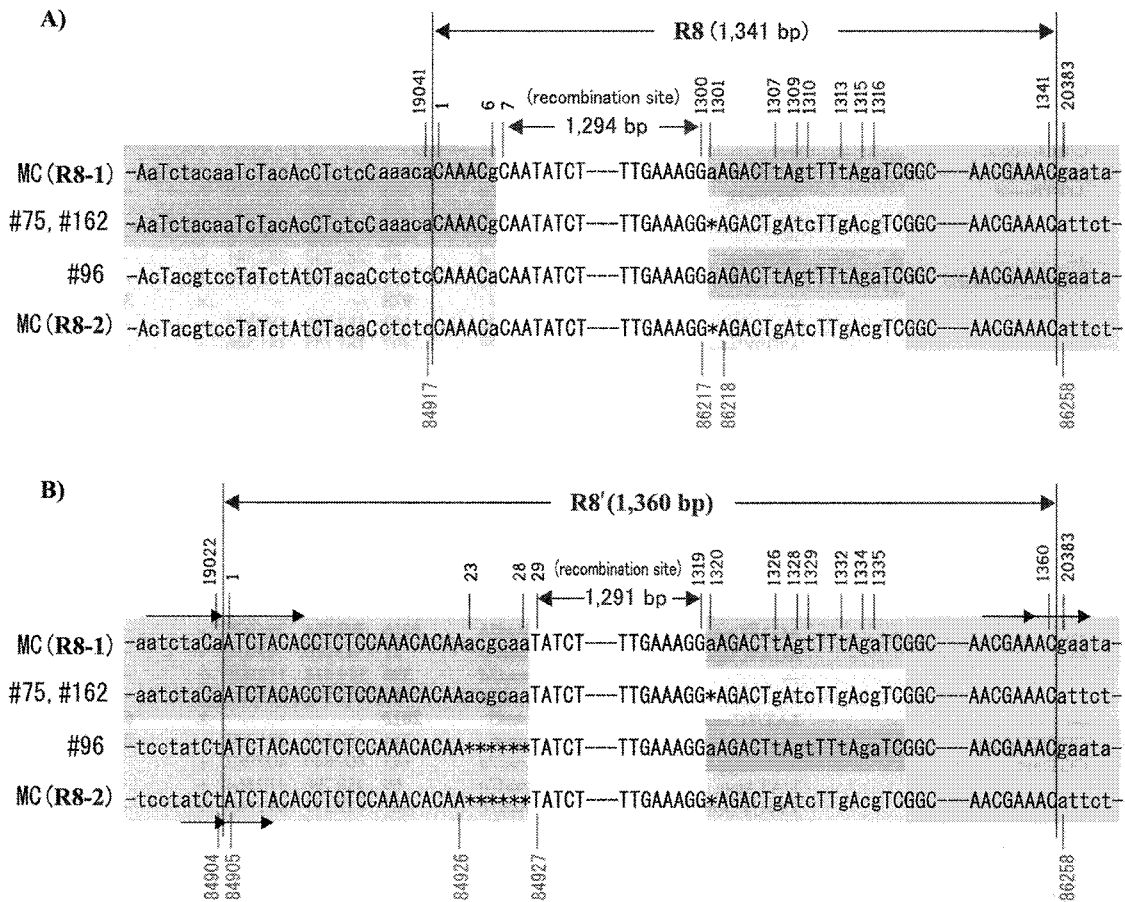 A)
R8 (1,341 bp)
19041 1 6 7 (recombination site) 1300 1301 1307 1309 1310 1313 1315 1316 1341 20383
1,294 bp
MC (R8-1) -AaTctacaaTcTacAcCTctcCaaacaCAAACgCAATATCT----TTGAAAGGaAGACTtAgtTTtAgaTCGGC----AACGAAACgaata-
#75, #162 -AaTctacaaTcTacAcCTctcCaaacaCAAACgCAATATCT----TTGAAAGG*AGACTgAtcTTgAcgTCGGC----AACGAAACattct-
#96 -AcTacgtccTaTctAtCTacaCctctcCAAACaCAATATCT----TTGAAAGGaAGACTtAgtTTtAgaTCGGC----AACGAAACgaata-
MC (R8-2) -AcTacgtccTaTctAtCTacaCctctcCAAACaCAATATCT----TTGAAAGG*AGACTgAtcTTgAcgTCGGC----AACGAAACattct-
84917 86217 86218 86258
B)
R8' (1,360 bp)
19022 1 23 28 29 (recombination site) 1319 1320 1326 1328 1329 1332 1334 1335 1360 20383
1,291 bp
MC (R8-1) -aatctaCaATCTACACCTCTCCAAACACAAacgcaaTATCT----TTGAAAGGaAGACTtAgtTTtAgaTCGGC----AACGAAACgaata-
#75, #162 -aatctaCaATCTACACCTCTCCAAACACAAacgcaaTATCT----TTGAAAGG*AGACTgAtcTTgAcgTCGGC----AACGAAACattct-
#96 -tcctatCtATCTACACCTCTCCAAACACAA******TATCT----TTGAAAGGaAGACTtAgtTTtAgaTCGGC----AACGAAACgaata-
MC (R8-2) -tcctatCtATCTACACCTCTCCAAACACAA******TATCT----TTGAAAGG*AGACTgAtcTTgAcgTCGGC----AACGAAACattct-
84904 84905 84926 84927 86258